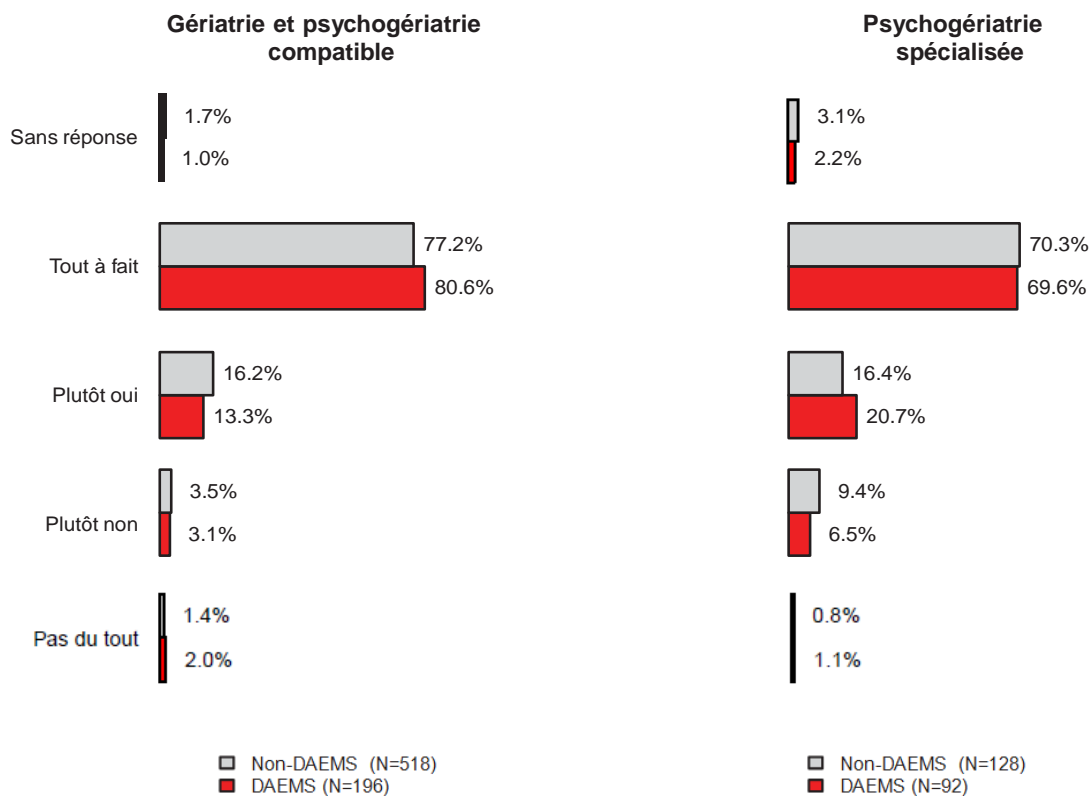 Gériatrie et psychogériatrie
compatible
Psychogériatrie
spécialisée
Sans réponse
1.7%
1.0%
3.1%
2.2%
Tout à fait
77.2%
80.6%
70.3%
69.6%
Plutôt oui
16.2%
13.3%
16.4%
20.7%
Plutôt non
3.5%
3.1%
9.4%
6.5%
Pas du tout
1.4%
2.0%
0.8%
1.1%
Non-DAEMS (N=518)
DAEMS (N=196)
Non-DAEMS (N=128)
DAEMS (N=92)